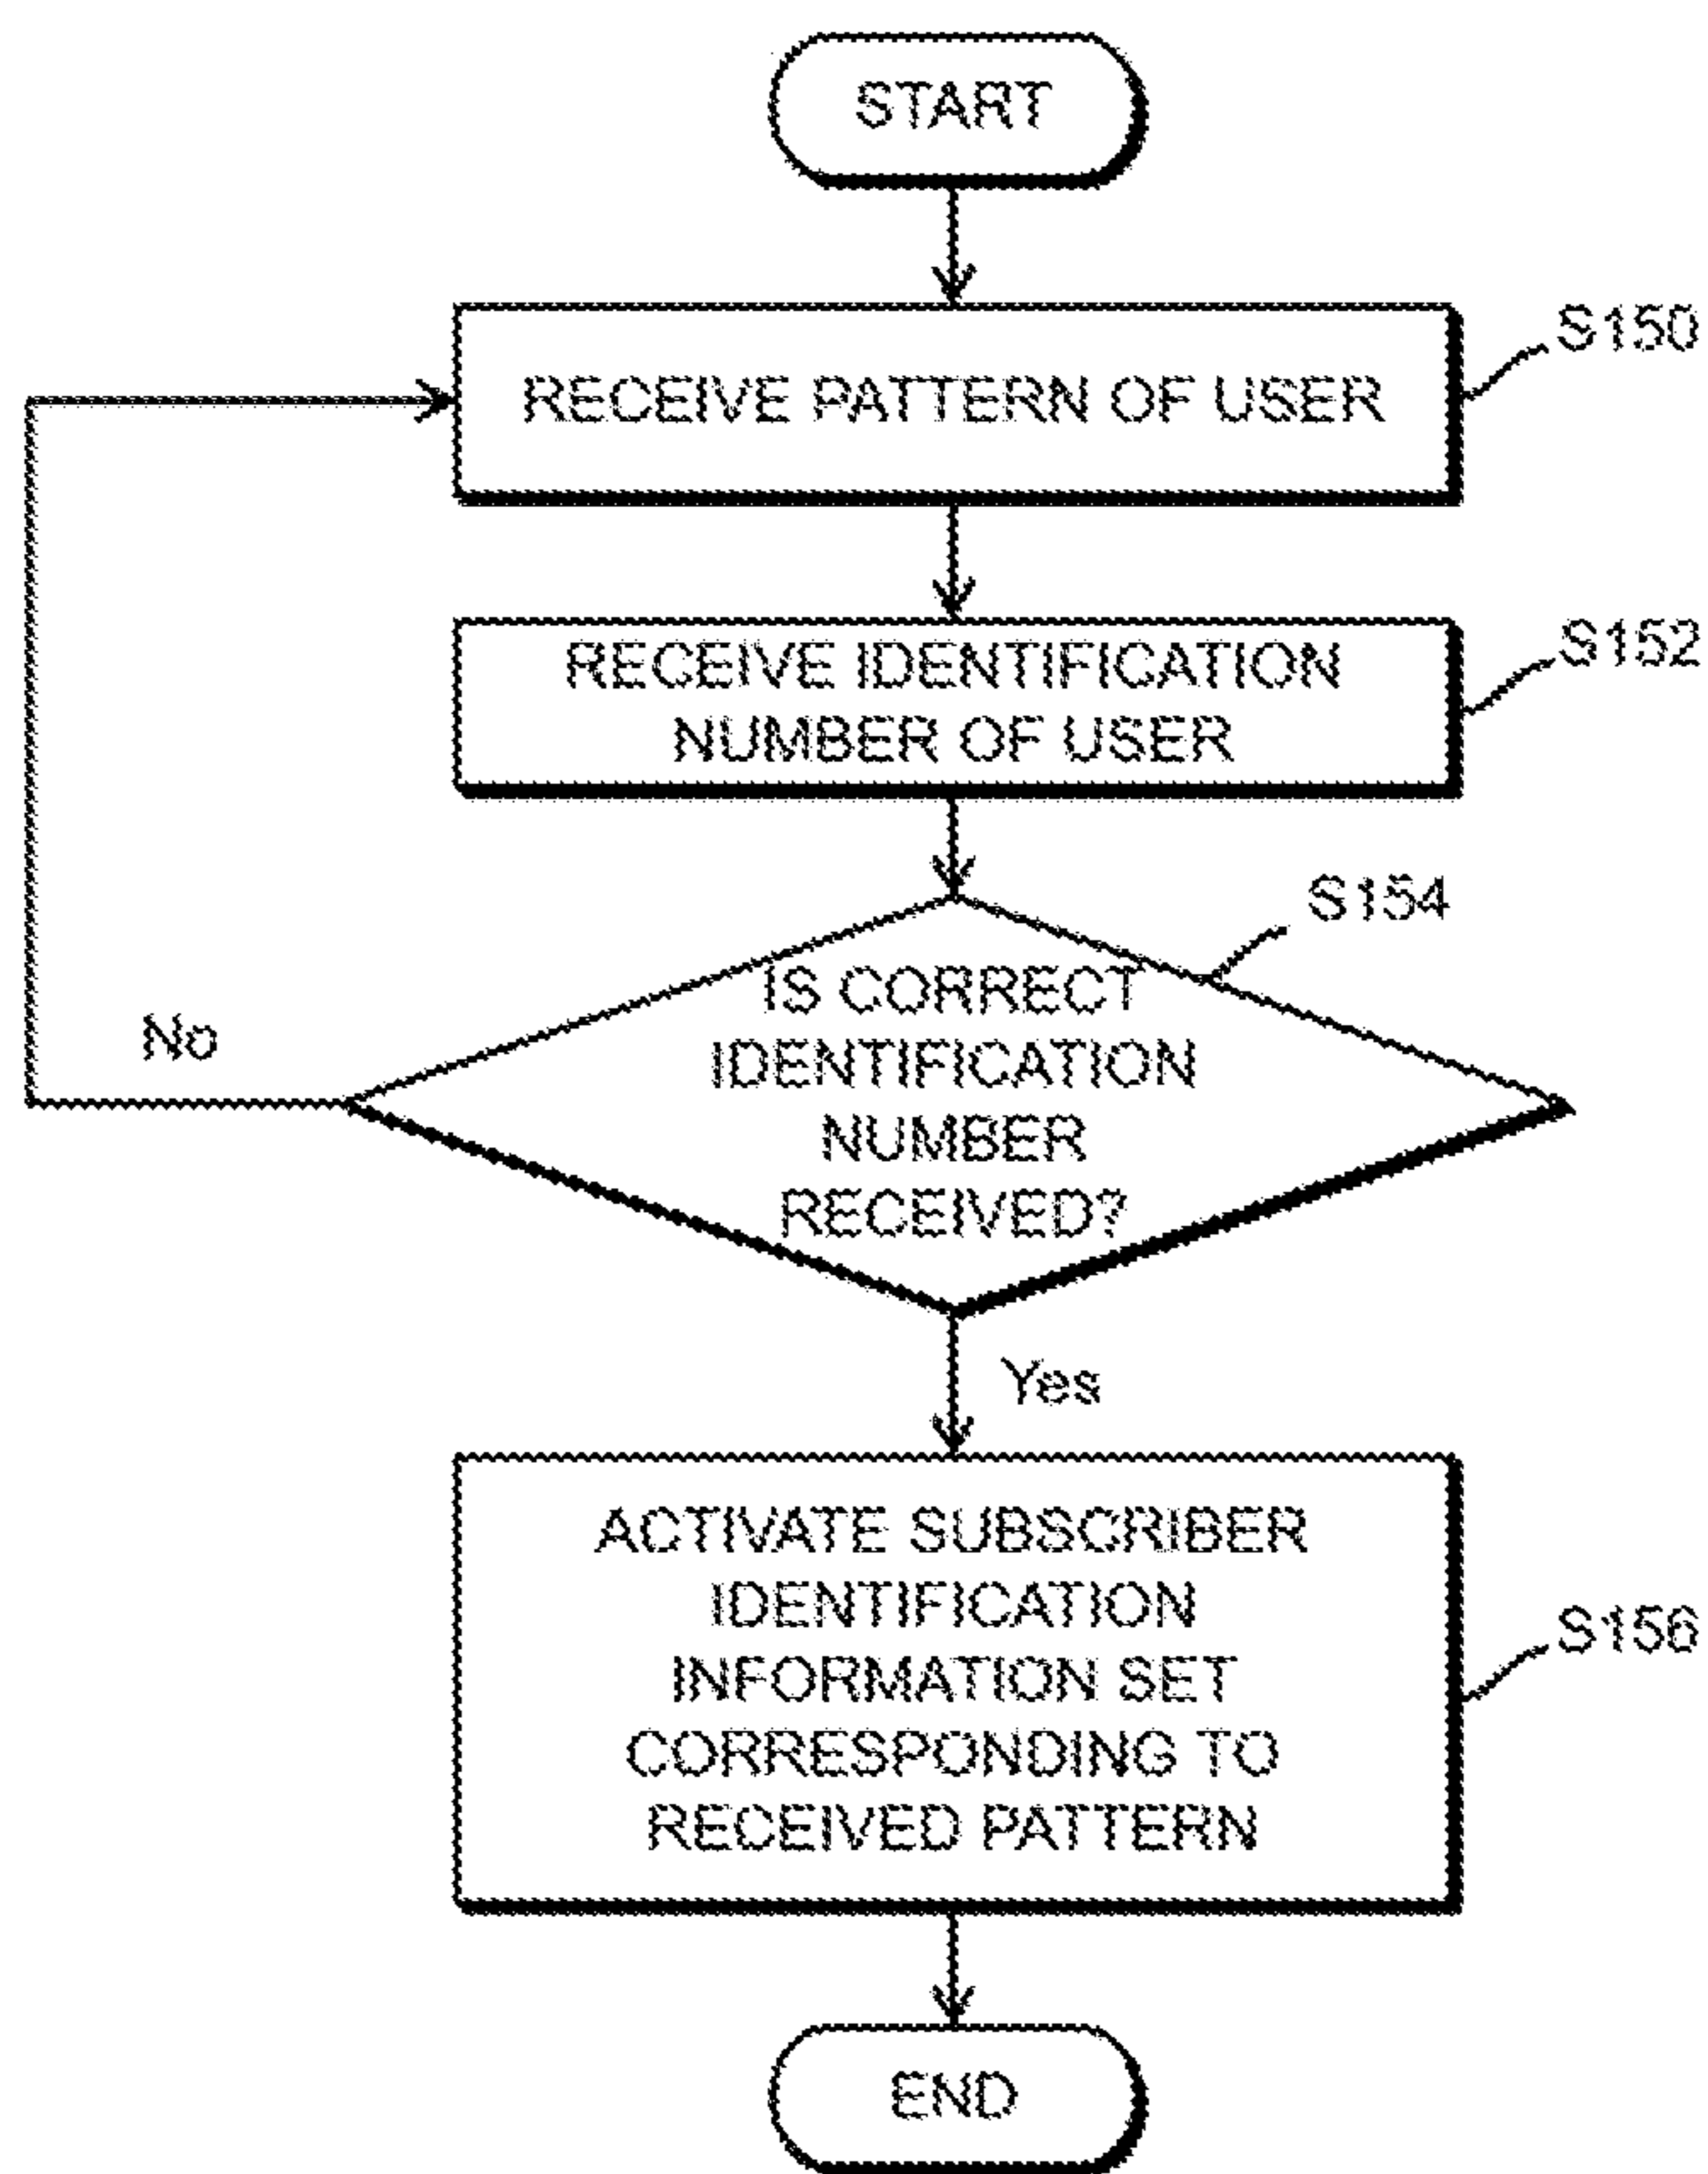 START
RECEIVE PATTERN OF USER
S150
RECEIVE IDENTIFICATION
NUMBER OF USER
S152
S154
IS CORRECT
IDENTIFICATION
NUMBER
RECEIVED?
No
Yes
ACTIVATE SUBSCRIBER
IDENTIFICATION
INFORMATION SET
CORRESPONDING TO
RECEIVED PATTERN
S156
END